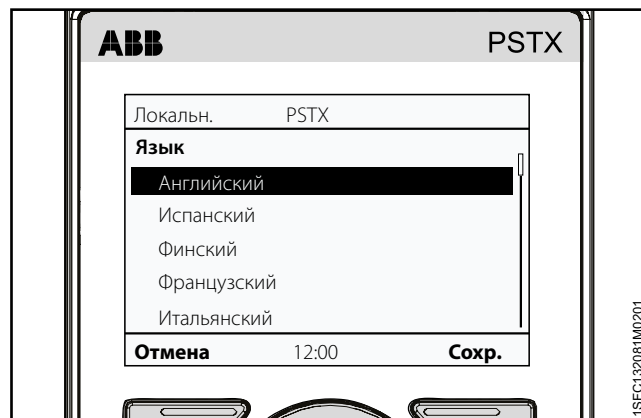 ABB PSTX
Локальн. PSTX
Язык
Английский
Испанский
Финский
Французский
Итальянский
Отмена 12:00 Сохр.
1SFC132081M0201